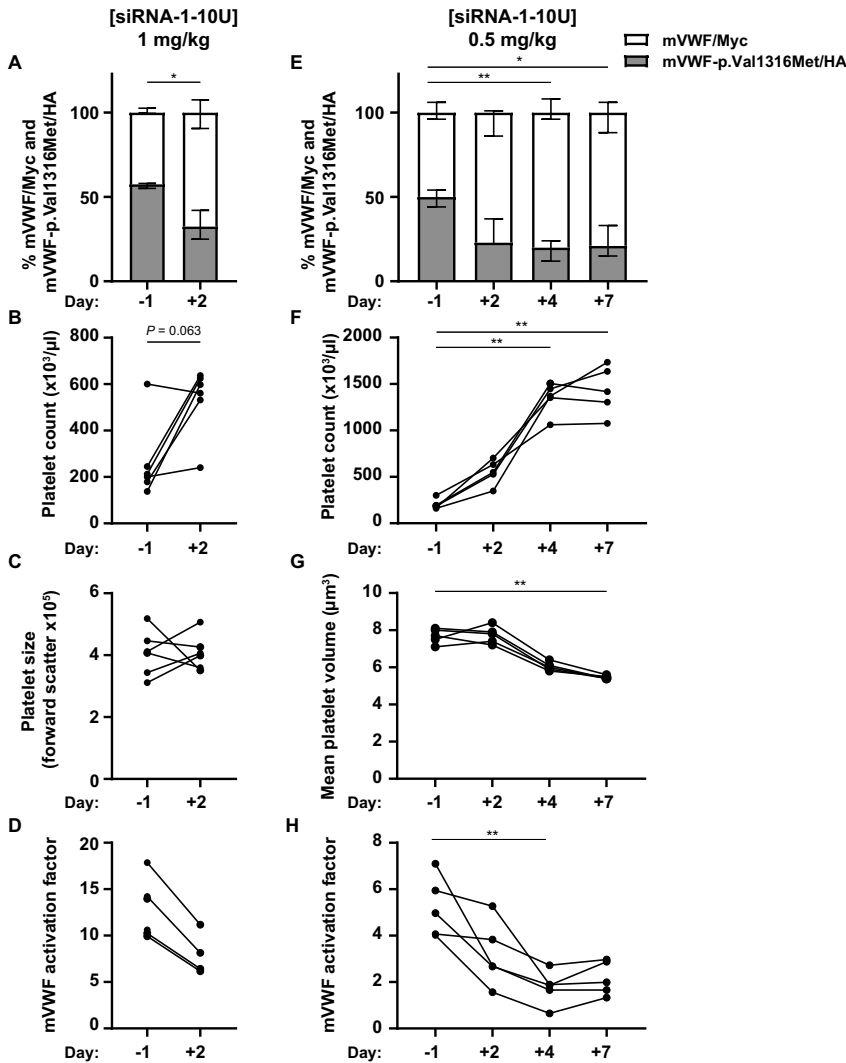 [siRNA-1-10U]
1 mg/kg
[siRNA-1-10U]
0.5 mg/kg
mVWF/Myc
mVWF-p.Val1316Met/HA
A
% mVWF/Myc and
mVWF-p.Val1316Met/HA
100
50
0
*
Day:
-1
+2
E
% mVWF/Myc and
mVWF-p.Val1316Met/HA
100
50
0
*
**
Day:
-1
+2
+4
+7
B
Platelet count (x10³/µl)
800
600
400
200
0
P = 0.063
Day:
-1
+2
F
Platelet count (x10³/µl)
2000
1500
1000
500
0
**
**
Day:
-1
+2
+4
+7
C
Platelet size
(forward scatter x10⁵)
6
4
2
0
Day:
-1
+2
G
Mean platelet volume (µm³)
10
8
6
4
2
0
**
Day:
-1
+2
+4
+7
D
mVWF activation factor
20
15
10
5
0
Day:
-1
+2
H
mVWF activation factor
8
6
4
2
0
**
Day:
-1
+2
+4
+7